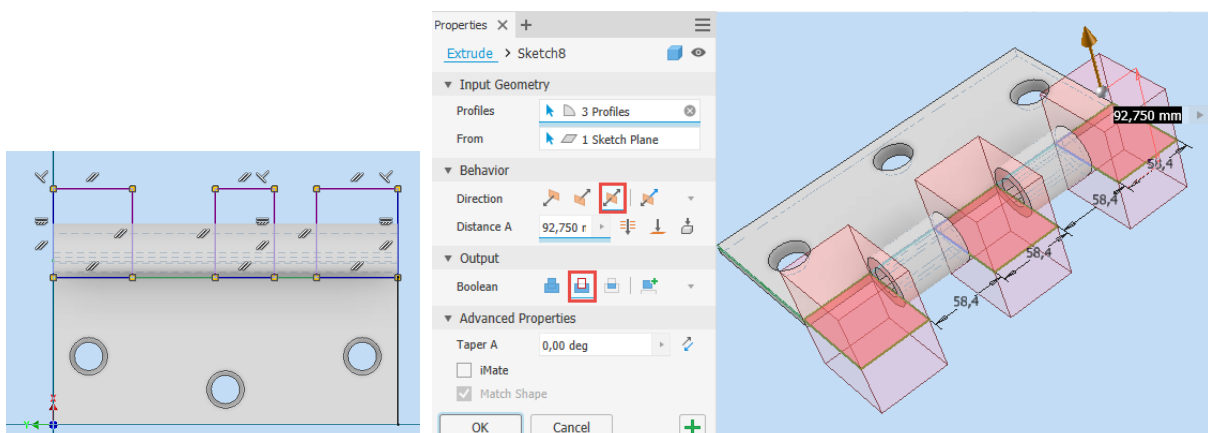 Properties × +
Extrude > Sketch8
Input Geometry
Profiles 3 Profiles
From 1 Sketch Plane
Behavior
Direction
Distance A 92,750 r
Output
Boolean
Advanced Properties
Taper A 0,00 deg
iMate
Match Shape
OK Cancel
92,750 mm
58,4
58,4
58,4
58,4
X
Y